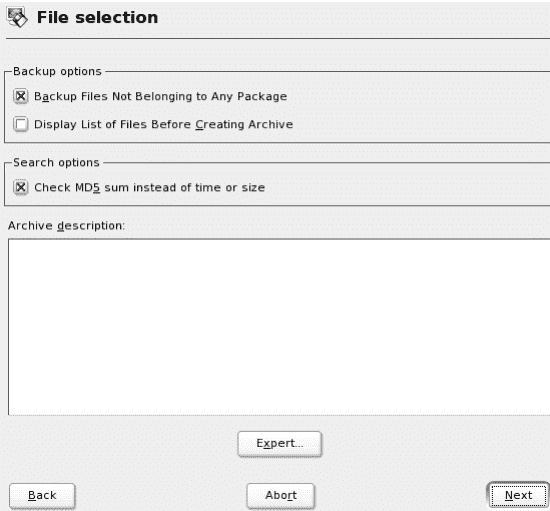 File selection
Backup options
Backup Files Not Belonging to Any Package
Display List of Files Before Creating Archive
Search options
Check MD5 sum instead of time or size
Archive description:
Expert...
Back
Abort
Next